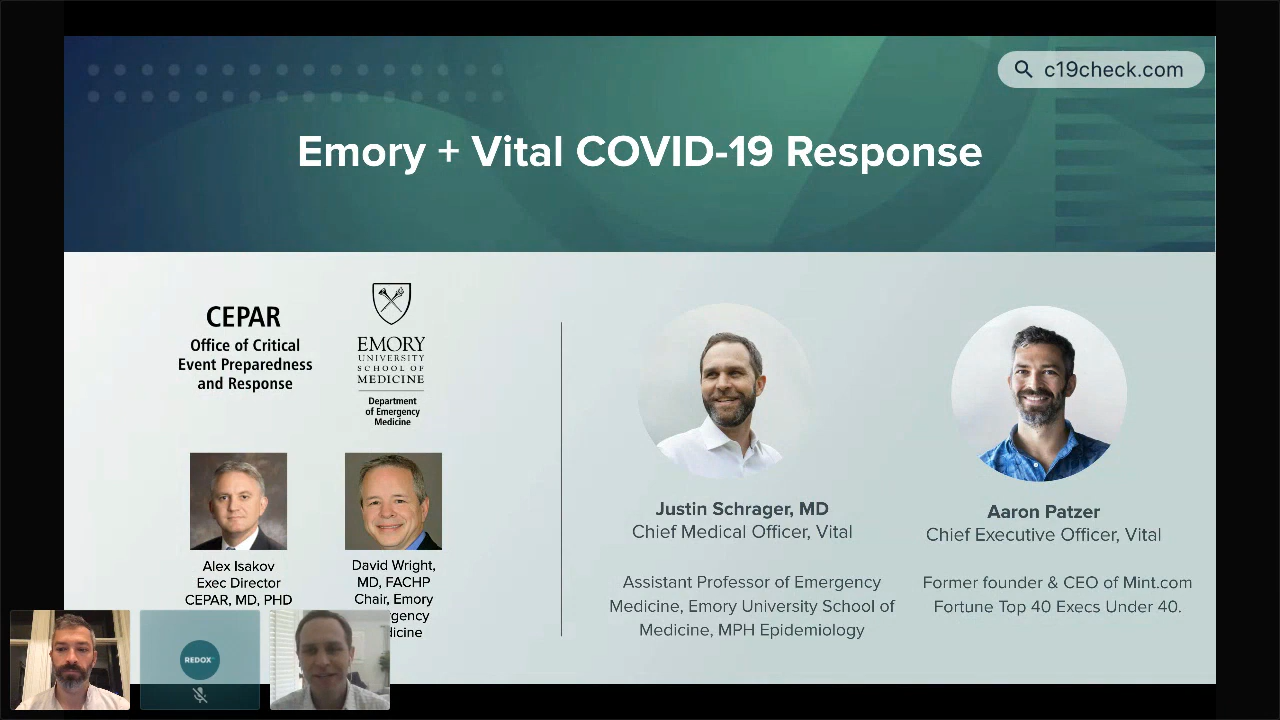 c19check.com
Emory + Vital COVID-19 Response
CEPAR
Office of Critical
Event Preparedness
and Response
EMORY
UNIVERSITY
SCHOOL OF
MEDICINE
Department
of Emergency
Medicine
Alex Isakov
Exec Director
CEPAR, MD, PHD
David Wright,
MD, FACHP
Chair, Emory
Justin Schrager, MD
Chief Medical Officer, Vital
Assistant Professor of Emergency
Medicine, Emory University School of
Medicine, MPH Epidemiology
Aaron Patzer
Chief Executive Officer, Vital
Former founder & CEO of Mint.com
Fortune Top 40 Execs Under 40.
REDOX